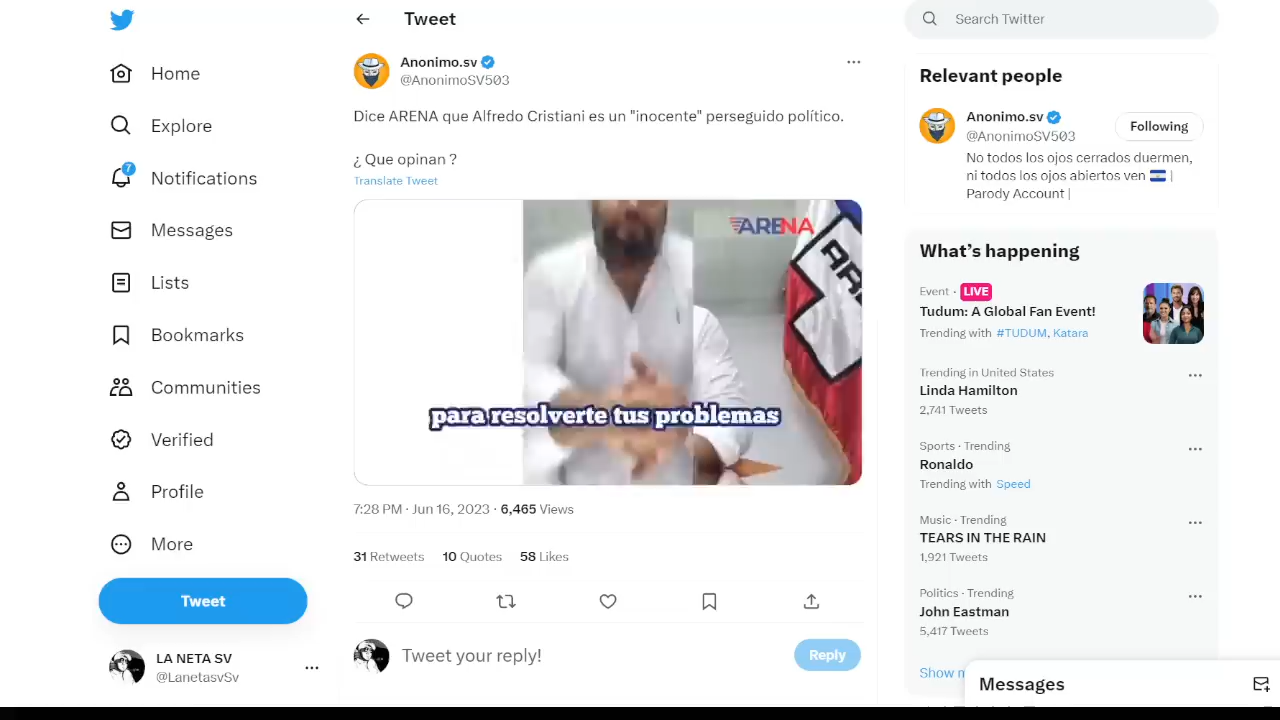 Tweet
Search Twitter
Home
Explore
7
Notifications
Messages
Lists
Bookmarks
Communities
Verified
Profile
More
Tweet
LA NETA SV
@LanetasvSv
Anonimo.sv
@AnonimoSV503
Dice ARENA que Alfredo Cristiani es un "inocente" perseguido político.
¿ Que opinan ?
Translate Tweet
ARENA
AR
para resolverte tus problemas
7:28 PM · Jun 16, 2023 · 6,465 Views
31 Retweets 10 Quotes 58 Likes
Tweet your reply!
Reply
Relevant people
Anonimo.sv
@AnonimoSV503
Following
No todos los ojos cerrados duermen,
ni todos los ojos abiertos ven |
Parody Account |
What's happening
Event · LIVE
Tudum: A Global Fan Event!
Trending with #TUDUM, Katara
Trending in United States
Linda Hamilton
2,741 Tweets
Sports · Trending
Ronaldo
Trending with Speed
Music · Trending
TEARS IN THE RAIN
1,921 Tweets
Politics · Trending
John Eastman
5,417 Tweets
Show m
Messages